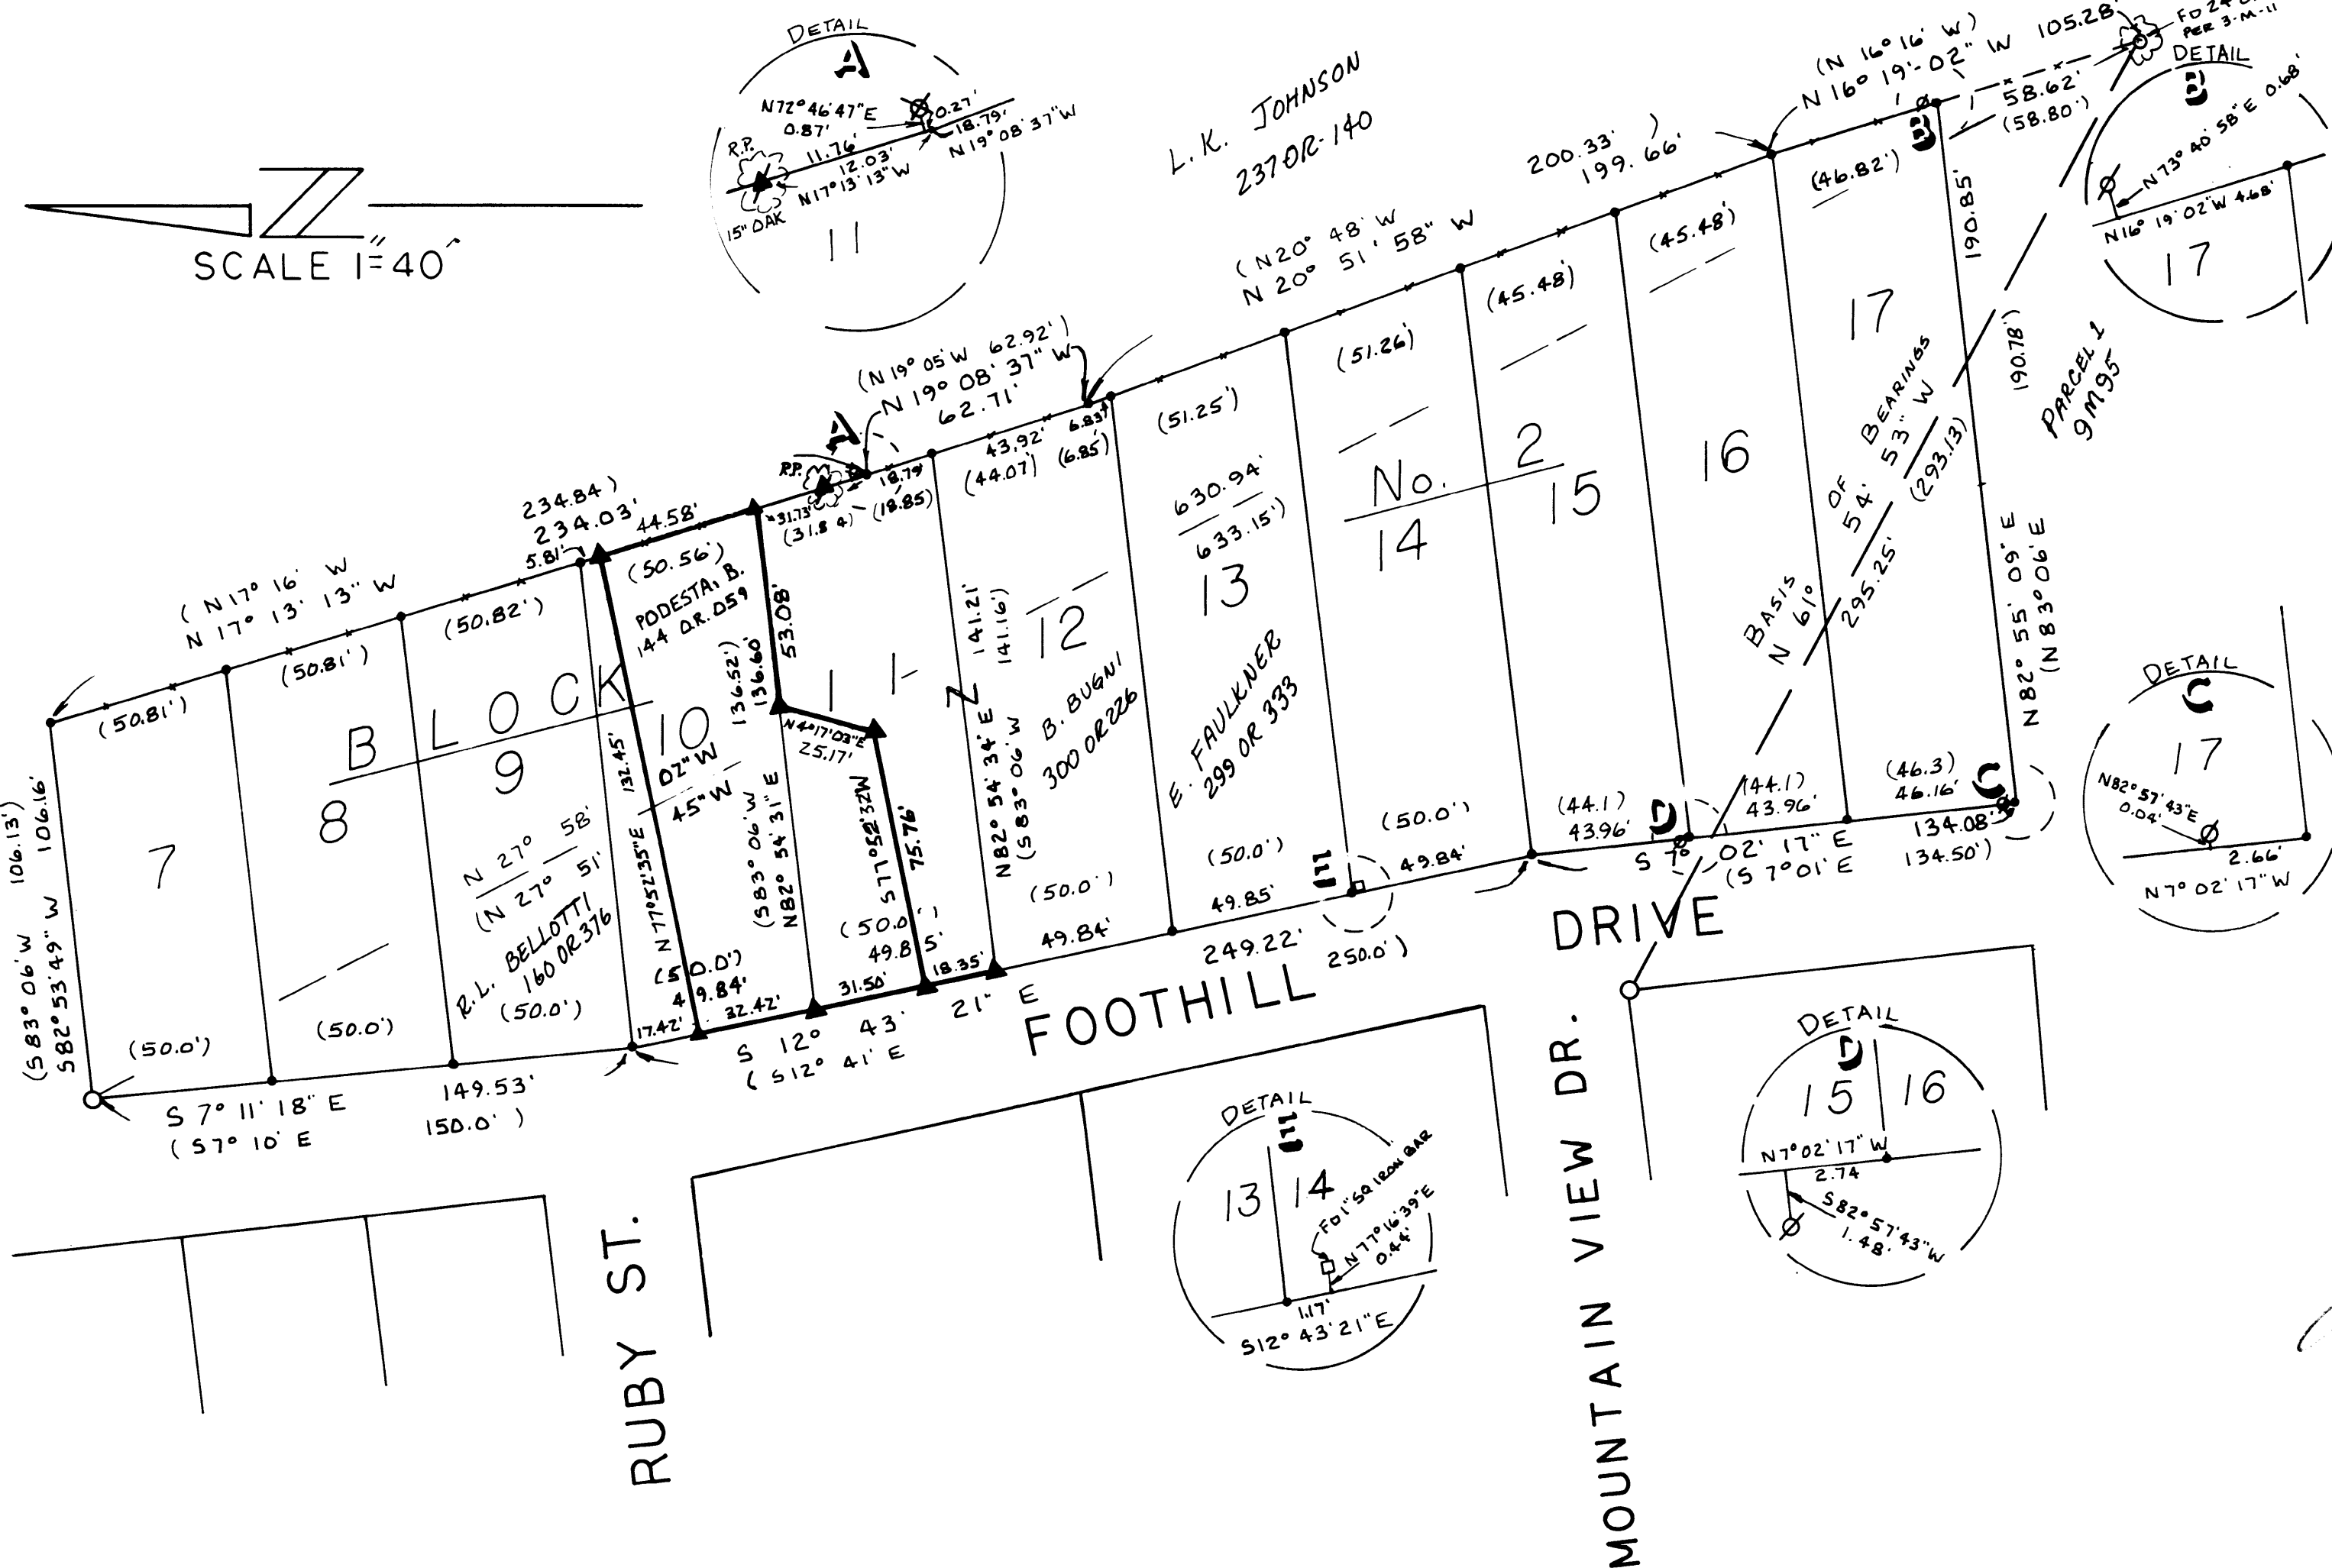 DETAIL
A
N72°46'47"E
0.87'
0.27'
18.79'
N19°08'37"W
R.P.
11.76'
12.03'
N17°13'13"W
15" OAK
11
SCALE 1"=40'
L. K. JOHNSON
237 OR-140
(N 16° 16' W)
N 16° 19'-02" W 105.28'
PER 3-M-11
58.62'
(58.80')
DETAIL
B
N73°40'58"E 0.68'
N16°19'02"W 4.68'
17
200.33' )
199.66'
(N20° 48' W
N 20° 51' 58" W
(N19°05'W 62.92')
N19°08'37"W
62.71'
234.84)
234.03'
(N17°16' W
N 17° 13' 13" W
5.81'
44.58'
R.P.
A
31.73'
(31.84)
18.79'
(18.85)
43.92'
(44.07)
6.83'
(6.85')
(51.25')
(51.26)
(45.48')
(45.48')
(46.82')
B
(50.81')
(50.81')
(50.82')
(50.56')
PODESTA, B.
144 O.R. 059
BLOCK No. 2
7
8
9
10
11
12
13
14
15
16
17
630.94'
633.15')
N 27° 58' 02" W
(N 27° 51' 45" W
R.L. BELLOTTI
160 OR 376
B. BUGNI
300 OR 226
E. FAULKNER
299 OR 333
(S83°06'W 106.13')
S82°53'49"W 106.16'
N77°52'35"E 132.45'
136.52')
136.60'
(S83°06'W
N82°54'31"E
53.08'
N4°17'03"E
25.17'
S77°52'32W
75.76'
N82°54'34"E 141.21'
(S83°06'W 141.16')
BASIS OF BEARINGS
N 61° 54' 53" W
295.25'
(293.13)
190.85'
190.78')
N82° 55' 09" E
(N83°06'E
PARCEL 1
9M95
(50.0')
(50.0')
(50.0')
(50.0')
49.84'
17.42'
32.42'
(50.0')
49.85'
31.50'
18.35'
(50.0')
49.84'
(50.0')
49.85'
E
(50.0')
49.84'
(44.1)
43.96'
D
(44.1)
43.96'
(46.3)
46.16'
C
S 7° 11' 18" E 149.53'
(S7° 10' E 150.0')
S 12° 43' 21" E 249.22'
(S12° 41' E 250.0')
S 7° 02' 17" E 134.08'
(S 7°01'E 134.50')
FOOTHILL DRIVE
RUBY ST.
MOUNTAIN VIEW DR.
DETAIL
C
17
N82°57'43"E
0.04'
2.66'
N7°02'17"W
DETAIL
E
13
14
FD 1" SQ IRON BAR
N77°16'39"E
0.44'
1.17'
S12°43'21"E
DETAIL
D
15
16
N7°02'17"W
2.74
S82°57'43"W
1.48'